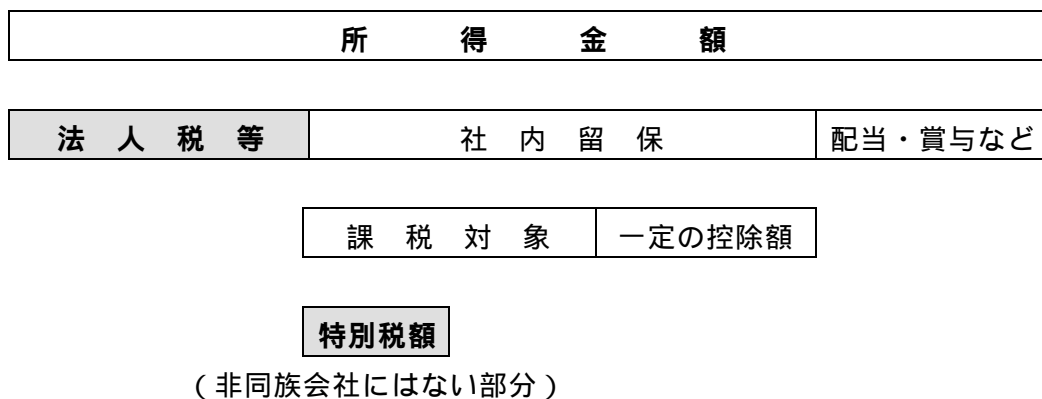 所得金額
法人税等 社内留保 配当・賞与など
課税対象 一定の控除額
特別税額
(非同族会社にはない部分)